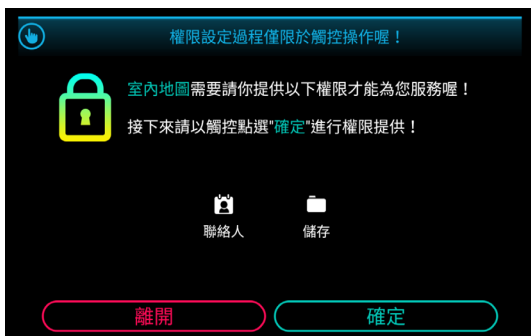 權限設定過程僅限於觸控操作喔！
室內地圖需要請你提供以下權限才能為您服務喔！
接下來請以觸控點選"確定"進行權限提供！
聯絡人 儲存
離開 確定